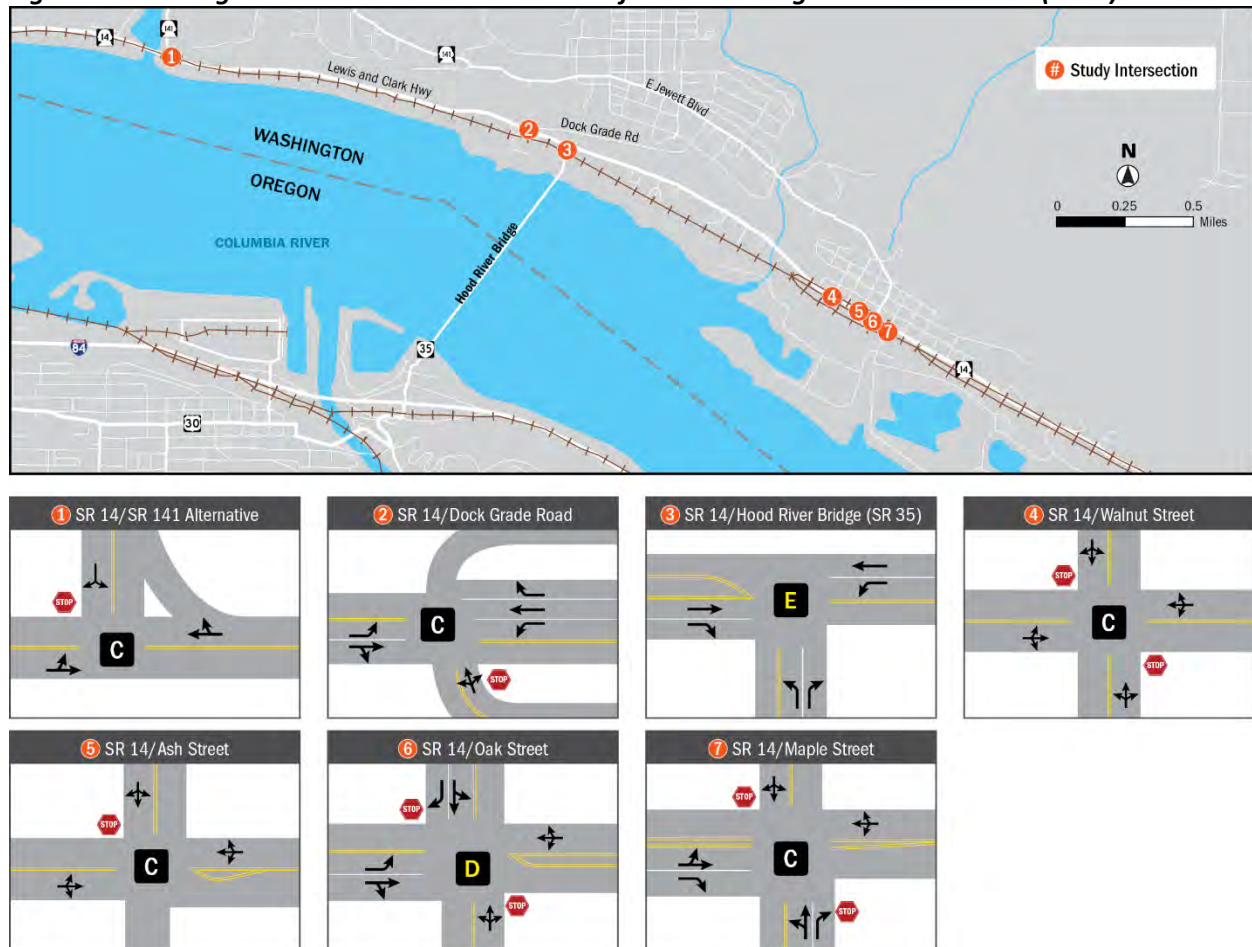 14
141
1
Lewis and Clark Hwy
141
E Jewett Blvd
# Study Intersection
2
Dock Grade Rd
3
WASHINGTON
OREGON
N
0 0.25 0.5
Miles
COLUMBIA RIVER
Hood River Bridge
4
5
6
7
84
35
14
30
1 SR 14/SR 141 Alternative
STOP
C
2 SR 14/Dock Grade Road
C
STOP
3 SR 14/Hood River Bridge (SR 35)
E
4 SR 14/Walnut Street
STOP
C
STOP
5 SR 14/Ash Street
STOP
C
6 SR 14/Oak Street
STOP
D
STOP
7 SR 14/Maple Street
STOP
C
STOP